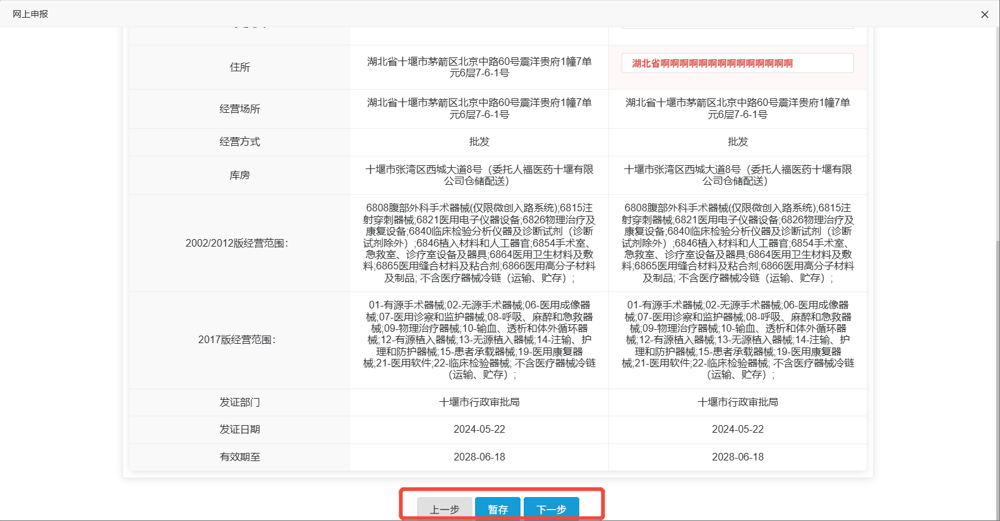 网上申报
住所
湖北省十堰市茅箭区北京中路60号震洋贵府1幢7单
元6层7-6-1号
湖北省啊啊啊啊啊啊啊啊啊啊啊啊啊啊
经营场所
湖北省十堰市茅箭区北京中路60号震洋贵府1幢7单
元6层7-6-1号
湖北省十堰市茅箭区北京中路60号震洋贵府1幢7单
元6层7-6-1号
经营方式
批发
批发
库房
十堰市张湾区西城大道8号（委托人福医药十堰有限
公司仓储配送）
十堰市张湾区西城大道8号（委托人福医药十堰有限
公司仓储配送）
2002/2012版经营范围：
6808腹部外科手术器械(仅限微创入路系统);6815注
射穿刺器械;6821医用电子仪器设备;6826物理治疗及
康复设备;6840临床检验分析仪器及诊断试剂（诊断
试剂除外）;6846植入材料和人工器官;6854手术室、
急救室、诊疗室设备及器具;6864医用卫生材料及敷
料;6865医用缝合材料及粘合剂;6866医用高分子材料
及制品; 不含医疗器械冷链（运输、贮存）;
6808腹部外科手术器械(仅限微创入路系统);6815注
射穿刺器械;6821医用电子仪器设备;6826物理治疗及
康复设备;6840临床检验分析仪器及诊断试剂（诊断
试剂除外）;6846植入材料和人工器官;6854手术室、
急救室、诊疗室设备及器具;6864医用卫生材料及敷
料;6865医用缝合材料及粘合剂;6866医用高分子材料
及制品; 不含医疗器械冷链（运输、贮存）;
2017版经营范围：
01-有源手术器械;02-无源手术器械;06-医用成像器
械;07-医用诊察和监护器械;08-呼吸、麻醉和急救器
械;09-物理治疗器械;10-输血、透析和体外循环器
械;12-有源植入器械;13-无源植入器械;14-注输、护
理和防护器械;15-患者承载器械;19-医用康复器
械;21-医用软件;22-临床检验器械; 不含医疗器械冷链
（运输、贮存）;
01-有源手术器械;02-无源手术器械;06-医用成像器
械;07-医用诊察和监护器械;08-呼吸、麻醉和急救器
械;09-物理治疗器械;10-输血、透析和体外循环器
械;12-有源植入器械;13-无源植入器械;14-注输、护
理和防护器械;15-患者承载器械;19-医用康复器
械;21-医用软件;22-临床检验器械; 不含医疗器械冷链
（运输、贮存）;
发证部门
十堰市行政审批局
十堰市行政审批局
发证日期
2024-05-22
2024-05-22
有效期至
2028-06-18
2028-06-18
上一步
暂存
下一步